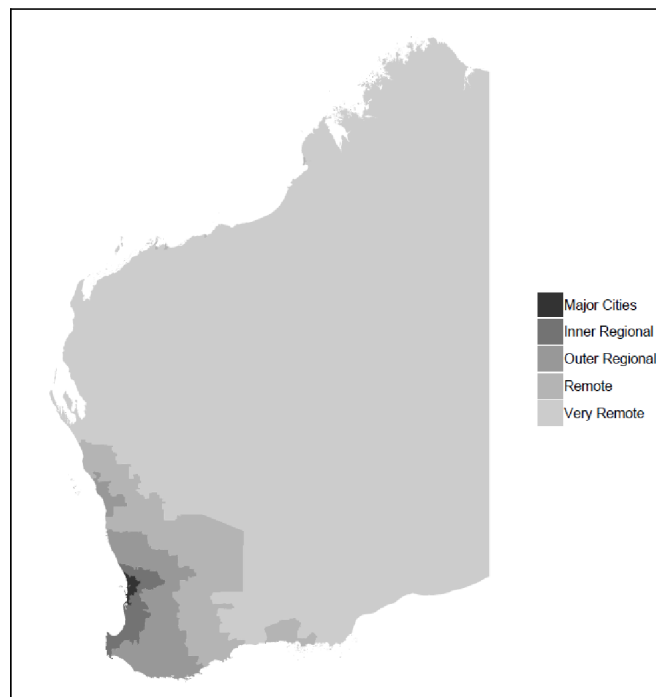 Major Cities
Inner Regional
Outer Regional
Remote
Very Remote